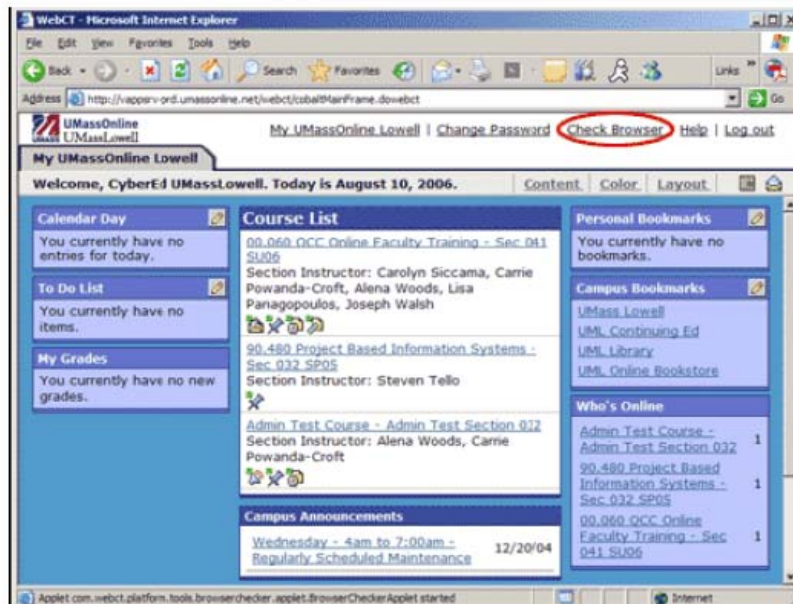 WebCT - Microsoft Internet Explorer
File Edit View Favorites Tools Help
Back Search Favorites Links
Address http://vappsrv-ord.umassonline.net/webct/cobaltMainFrame.dowebct Go
UMassOnline
UMassLowell
My UMassOnline Lowell | Change Password Check Browser Help | Log out
My UMassOnline Lowell
Welcome, CyberEd UMassLowell. Today is August 10, 2006. Content Color Layout
Calendar Day
You currently have no
entries for today.
To Do List
You currently have no
items.
My Grades
You currently have no new
grades.
Course List
00.060 QCC Online Faculty Training - Sec 041
SU06
Section Instructor: Carolyn Siccama, Carrie
Powanda-Croft, Alena Woods, Lisa
Panagopoulos, Joseph Walsh
90.480 Project Based Information Systems -
Sec 032 SP05
Section Instructor: Steven Tello
Admin Test Course - Admin Test Section 032
Section Instructor: Alena Woods, Carrie
Powanda-Croft
Campus Announcements
Wednesday - 4am to 7:00am - 12/20/04
Regularly Scheduled Maintenance
Personal Bookmarks
You currently have no
bookmarks.
Campus Bookmarks
UMass Lowell
UML Continuing Ed
UML Library
UML Online Bookstore
Who's Online
Admin Test Course - 1
Admin Test Section 032
90.480 Project Based
Information Systems - 1
Sec 032 SP05
00.060 QCC Online
Faculty Training - Sec 1
041 SU06
Applet com.webct.platform.tools.browserchecker.applet.BrowserCheckerApplet started Internet